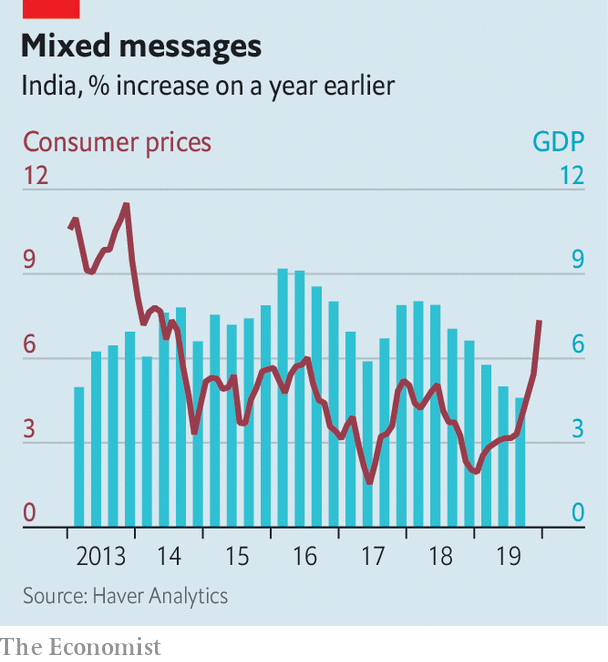 Mixed messages
India, % increase on a year earlier
Consumer prices GDP
12 12
9 9
6 6
3 3
0 0
2013 14 15 16 17 18 19
Source: Haver Analytics
The Economist